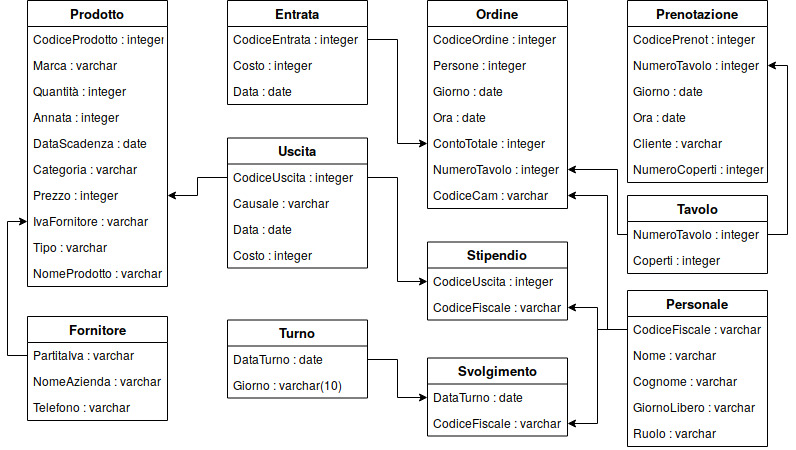 Prodotto
CodiceProdotto : integer
Marca : varchar
Quantità : integer
Annata : integer
DataScadenza : date
Categoria : varchar
Prezzo : integer
IvaFornitore : varchar
Tipo : varchar
NomeProdotto : varchar
Fornitore
PartitaIva : varchar
NomeAzienda : varchar
Telefono : varchar
Entrata
CodiceEntrata : integer
Costo : integer
Data : date
Uscita
CodiceUscita : integer
Causale : varchar
Data : date
Costo : integer
Turno
DataTurno : date
Giorno : varchar(10)
Ordine
CodiceOrdine : integer
Persone : integer
Giorno : date
Ora : date
ContoTotale : integer
NumeroTavolo : integer
CodiceCam : varchar
Stipendio
CodiceUscita : integer
CodiceFiscale : varchar
Svolgimento
DataTurno : date
CodiceFiscale : varchar
Prenotazione
CodicePrenot : integer
NumeroTavolo : integer
Giorno : date
Ora : date
Cliente : varchar
NumeroCoperti : integer
Tavolo
NumeroTavolo : integer
Coperti : integer
Personale
CodiceFiscale : varchar
Nome : varchar
Cognome : varchar
GiornoLibero : varchar
Ruolo : varchar